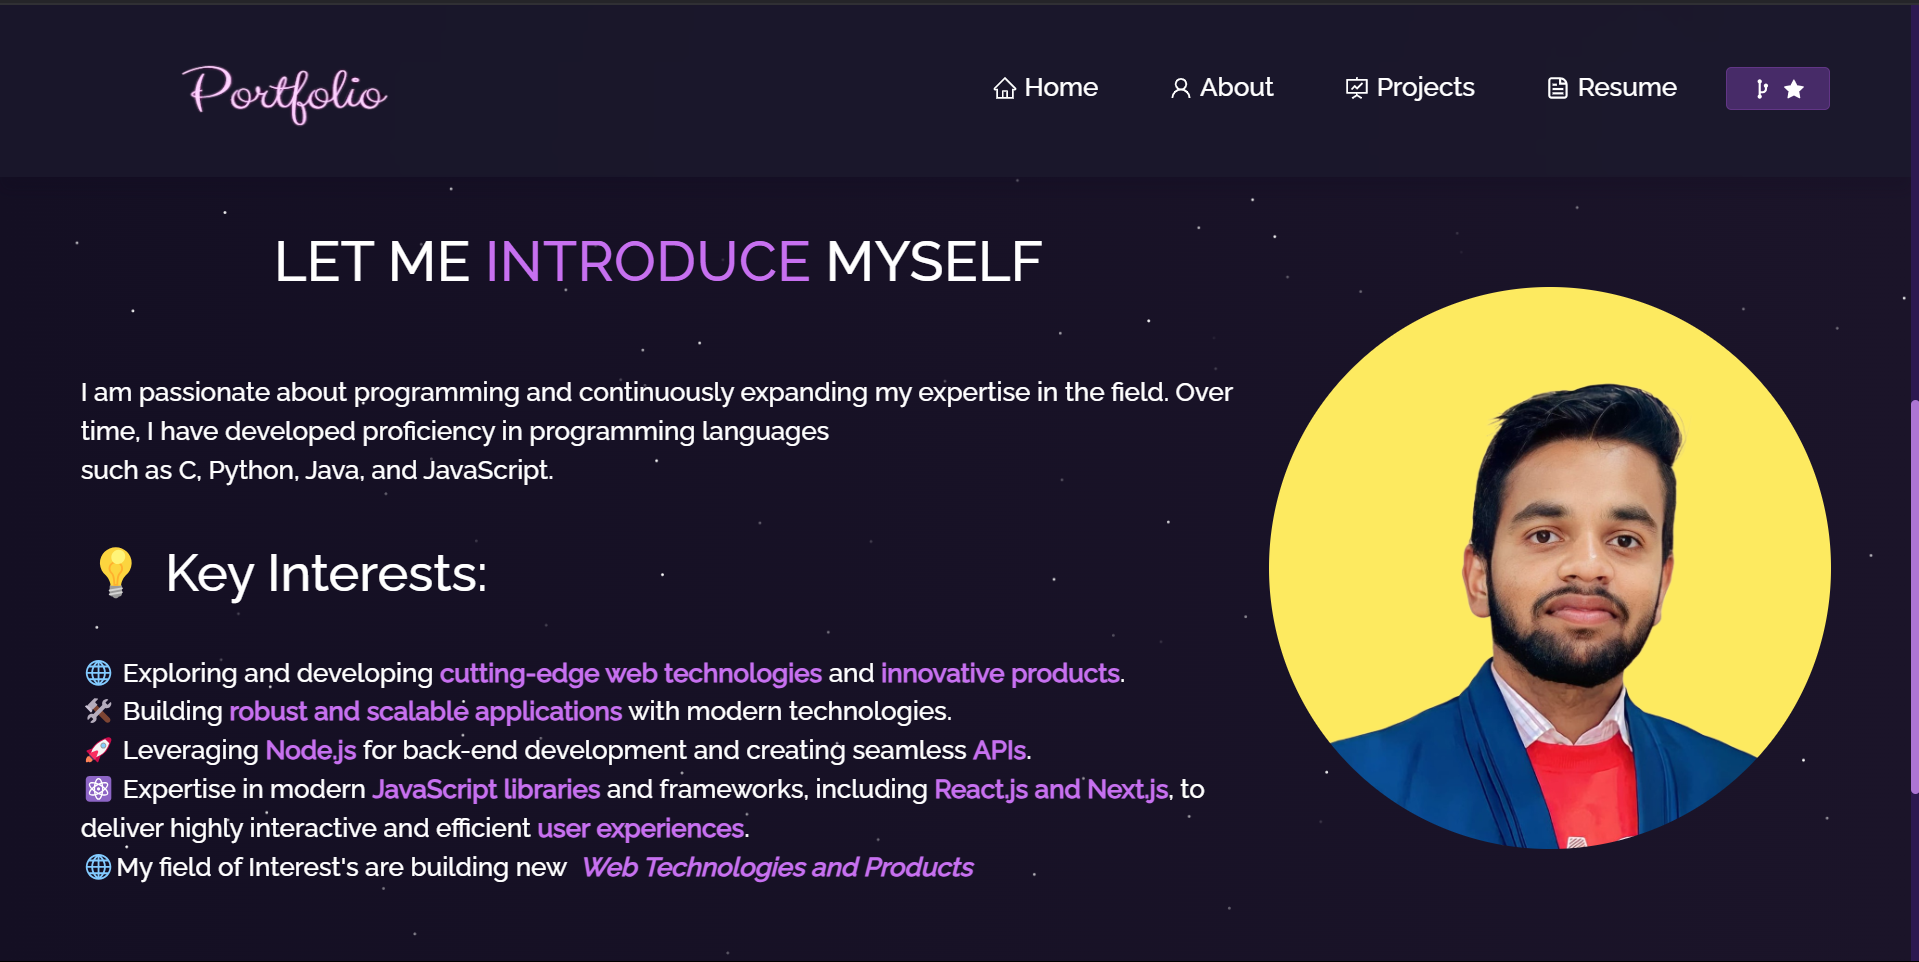 Portfolio
Home About Projects Resume
LET ME INTRODUCE MYSELF
I am passionate about programming and continuously expanding my expertise in the field. Over
time, I have developed proficiency in programming languages
such as C, Python, Java, and JavaScript.
Key Interests:
Exploring and developing cutting-edge web technologies and innovative products.
Building robust and scalable applications with modern technologies.
Leveraging Node.js for back-end development and creating seamless APIs.
Expertise in modern JavaScript libraries and frameworks, including React.js and Next.js, to
deliver highly interactive and efficient user experiences.
My field of Interest's are building new Web Technologies and Products